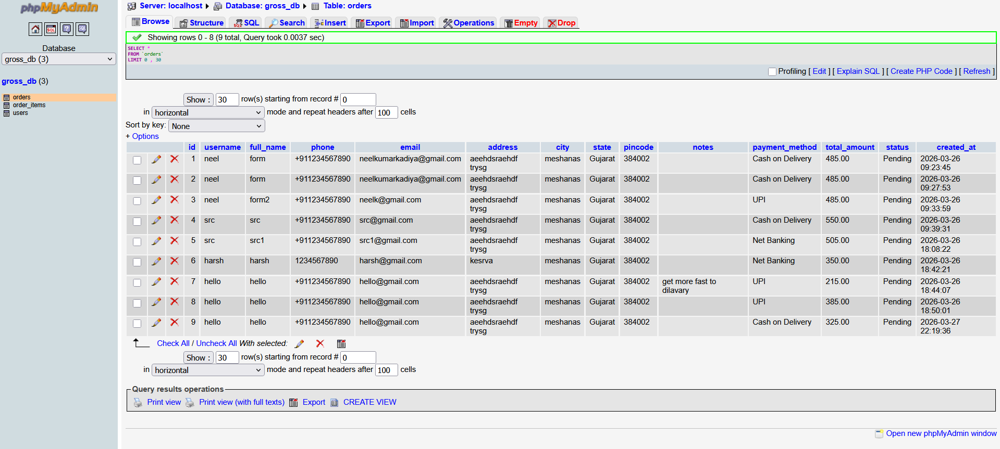 phpMyAdmin
Server: localhost Database: gross_db Table: orders
Browse Structure SQL Search Insert Export Import Operations Empty Drop
Database
gross_db (3)
gross_db (3)
orders
order_items
users
Showing rows 0 - 8 (9 total, Query took 0.0037 sec)
SELECT *
FROM `orders`
LIMIT 0 , 30
Profiling [ Edit ] [ Explain SQL ] [ Create PHP Code ] [ Refresh ]
Show : 30 row(s) starting from record # 0
in horizontal mode and repeat headers after 100 cells
Sort by key: None
+ Options
id username full_name phone email address city state pincode notes payment_method total_amount status created_at
1 neel form +911234567890 neelkumarkadiya@gmail.com aeehdsraehdf meshanas Gujarat 384002 Cash on Delivery 485.00 Pending 2026-03-26
trysg 09:23:45
2 neel form +911234567890 neelkumarkadiya@gmail.com aeehdsraehdf meshanas Gujarat 384002 Cash on Delivery 485.00 Pending 2026-03-26
trysg 09:27:53
3 neel form2 +911234567890 neelk@gmail.com aeehdsraehdf meshanas Gujarat 384002 UPI 485.00 Pending 2026-03-26
trysg 09:33:59
4 src src +911234567890 src@gmail.com aeehdsraehdf meshanas Gujarat 384002 Cash on Delivery 550.00 Pending 2026-03-26
trysg 09:39:31
5 src src1 +911234567890 src1@gmail.com aeehdsraehdf meshanas Gujarat 384002 Net Banking 505.00 Pending 2026-03-26
trysg 18:08:22
6 harsh harsh 1234567890 harsh@gmail.com kesrva meshanas Gujarat 384002 Net Banking 350.00 Pending 2026-03-26
18:42:21
7 hello hello +911234567890 hello@gmail.com aeehdsraehdf meshanas Gujarat 384002 get more fast to UPI 215.00 Pending 2026-03-26
trysg dilavary 18:44:07
8 hello hello +911234567890 hello@gmail.com aeehdsraehdf meshanas Gujarat 384002 UPI 385.00 Pending 2026-03-26
trysg 18:50:01
9 hello hello +911234567890 hello@gmail.com aeehdsraehdf meshanas Gujarat 384002 Cash on Delivery 325.00 Pending 2026-03-27
trysg 22:19:36
Check All / Uncheck All With selected:
Show : 30 row(s) starting from record # 0
in horizontal mode and repeat headers after 100 cells
Query results operations
Print view Print view (with full texts) Export CREATE VIEW
Open new phpMyAdmin window